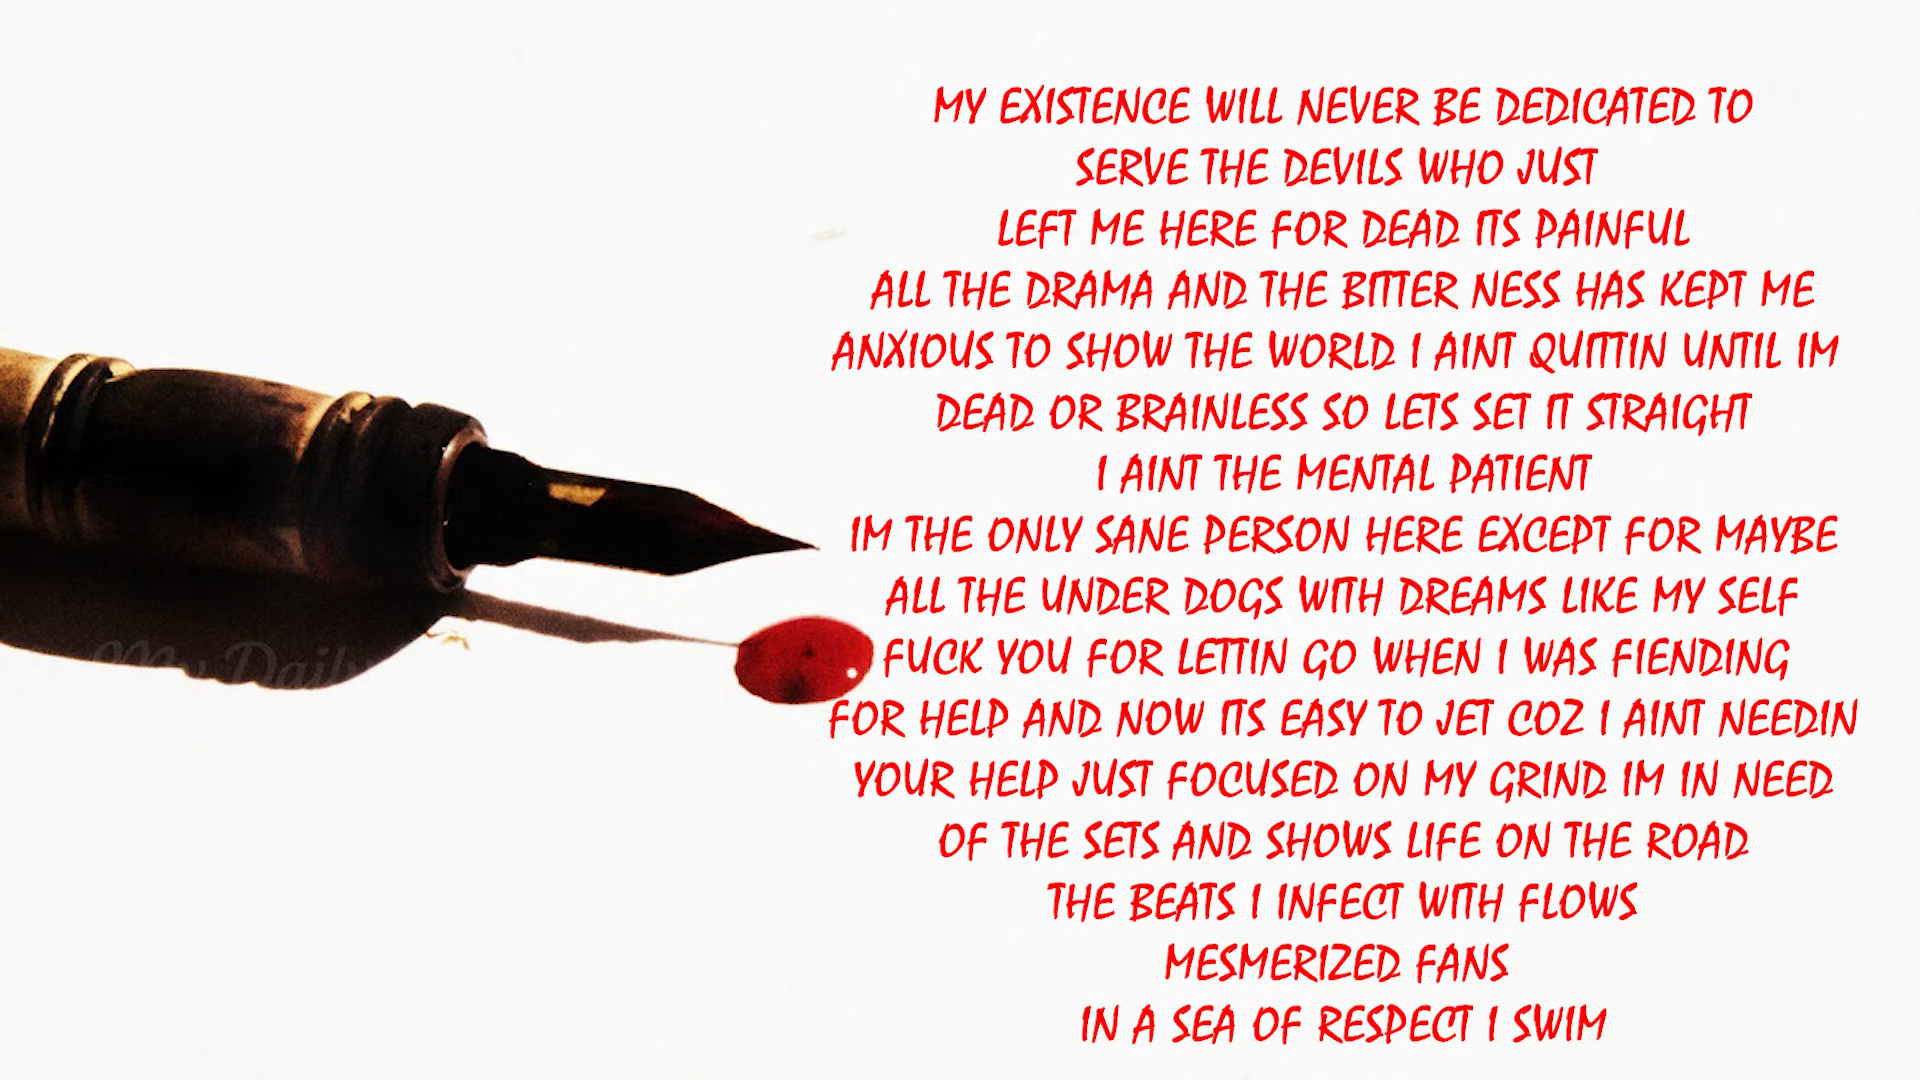 MY EXISTENCE WILL NEVER BE DEDICATED TO
SERVE THE DEVILS WHO JUST
LEFT ME HERE FOR DEAD ITS PAINFUL
ALL THE DRAMA AND THE BITTER NESS HAS KEPT ME
ANXIOUS TO SHOW THE WORLD I AINT QUITTIN UNTIL IM
DEAD OR BRAINLESS SO LETS SET IT STRAIGHT
I AINT THE MENTAL PATIENT
IM THE ONLY SANE PERSON HERE EXCEPT FOR MAYBE
ALL THE UNDER DOGS WITH DREAMS LIKE MY SELF
FUCK YOU FOR LETTIN GO WHEN I WAS FIENDING
FOR HELP AND NOW ITS EASY TO JET COZ I AINT NEEDIN
YOUR HELP JUST FOCUSED ON MY GRIND IM IN NEED
OF THE SETS AND SHOWS LIFE ON THE ROAD
THE BEATS I INFECT WITH FLOWS
MESMERIZED FANS
IN A SEA OF RESPECT I SWIM
My Daily